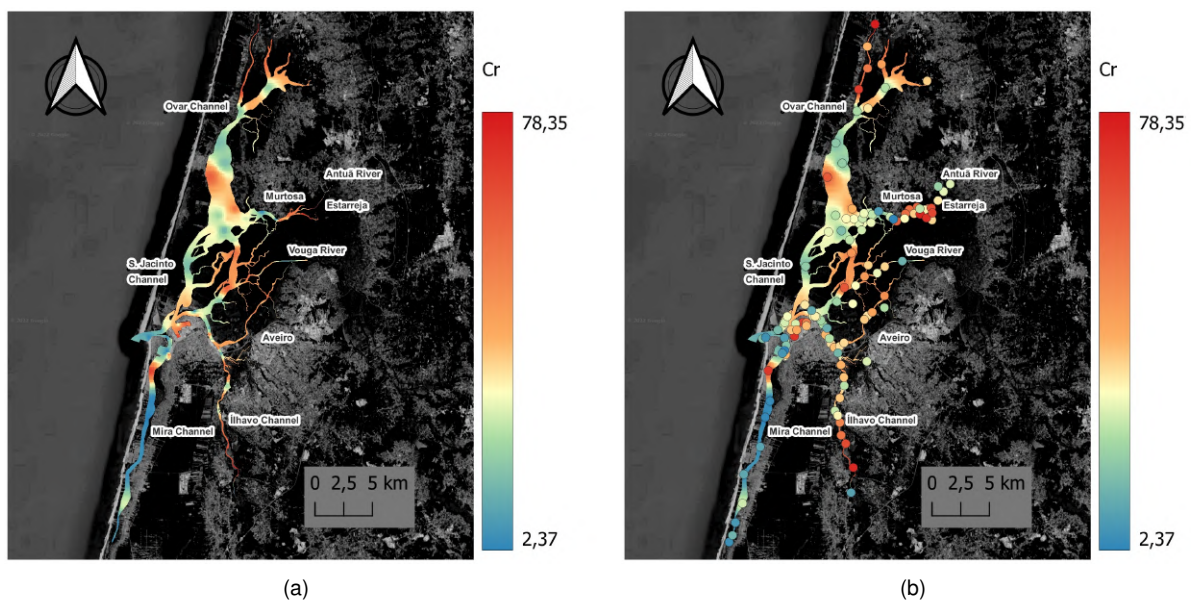 Cr
78,35
Ovar Channel
Antuã River
Murtosa
Estarreja
Vouga River
S. Jacinto
Channel
Aveiro
Ílhavo Channel
Mira Channel
0 2,5 5 km
2,37
(a)
Cr
78,35
Ovar Channel
Antuã River
Murtosa
Estarreja
Vouga River
S. Jacinto
Channel
Aveiro
Ílhavo Channel
Mira Channel
0 2,5 5 km
2,37
(b)